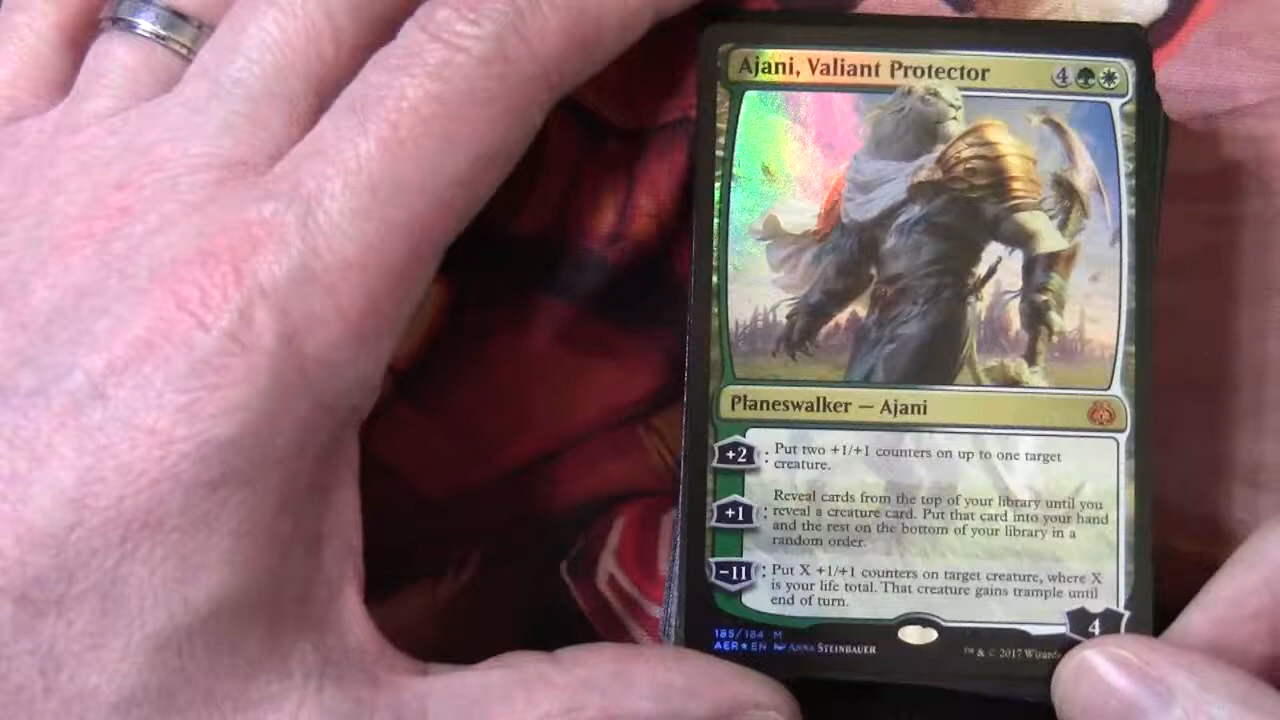 Ajani, Valiant Protector 4
Planeswalker — Ajani
+2 : Put two +1/+1 counters on up to one target
creature.
Reveal cards from the top of your library until you
+1 : reveal a creature card. Put that card into your hand
and the rest on the bottom of your library in a
random order.
-11 : Put X +1/+1 counters on target creature, where X
is your life total. That creature gains trample until
end of turn.
4
185/184 M
AER★EN Anna Steinbauer
™ & © 2017 Wizards